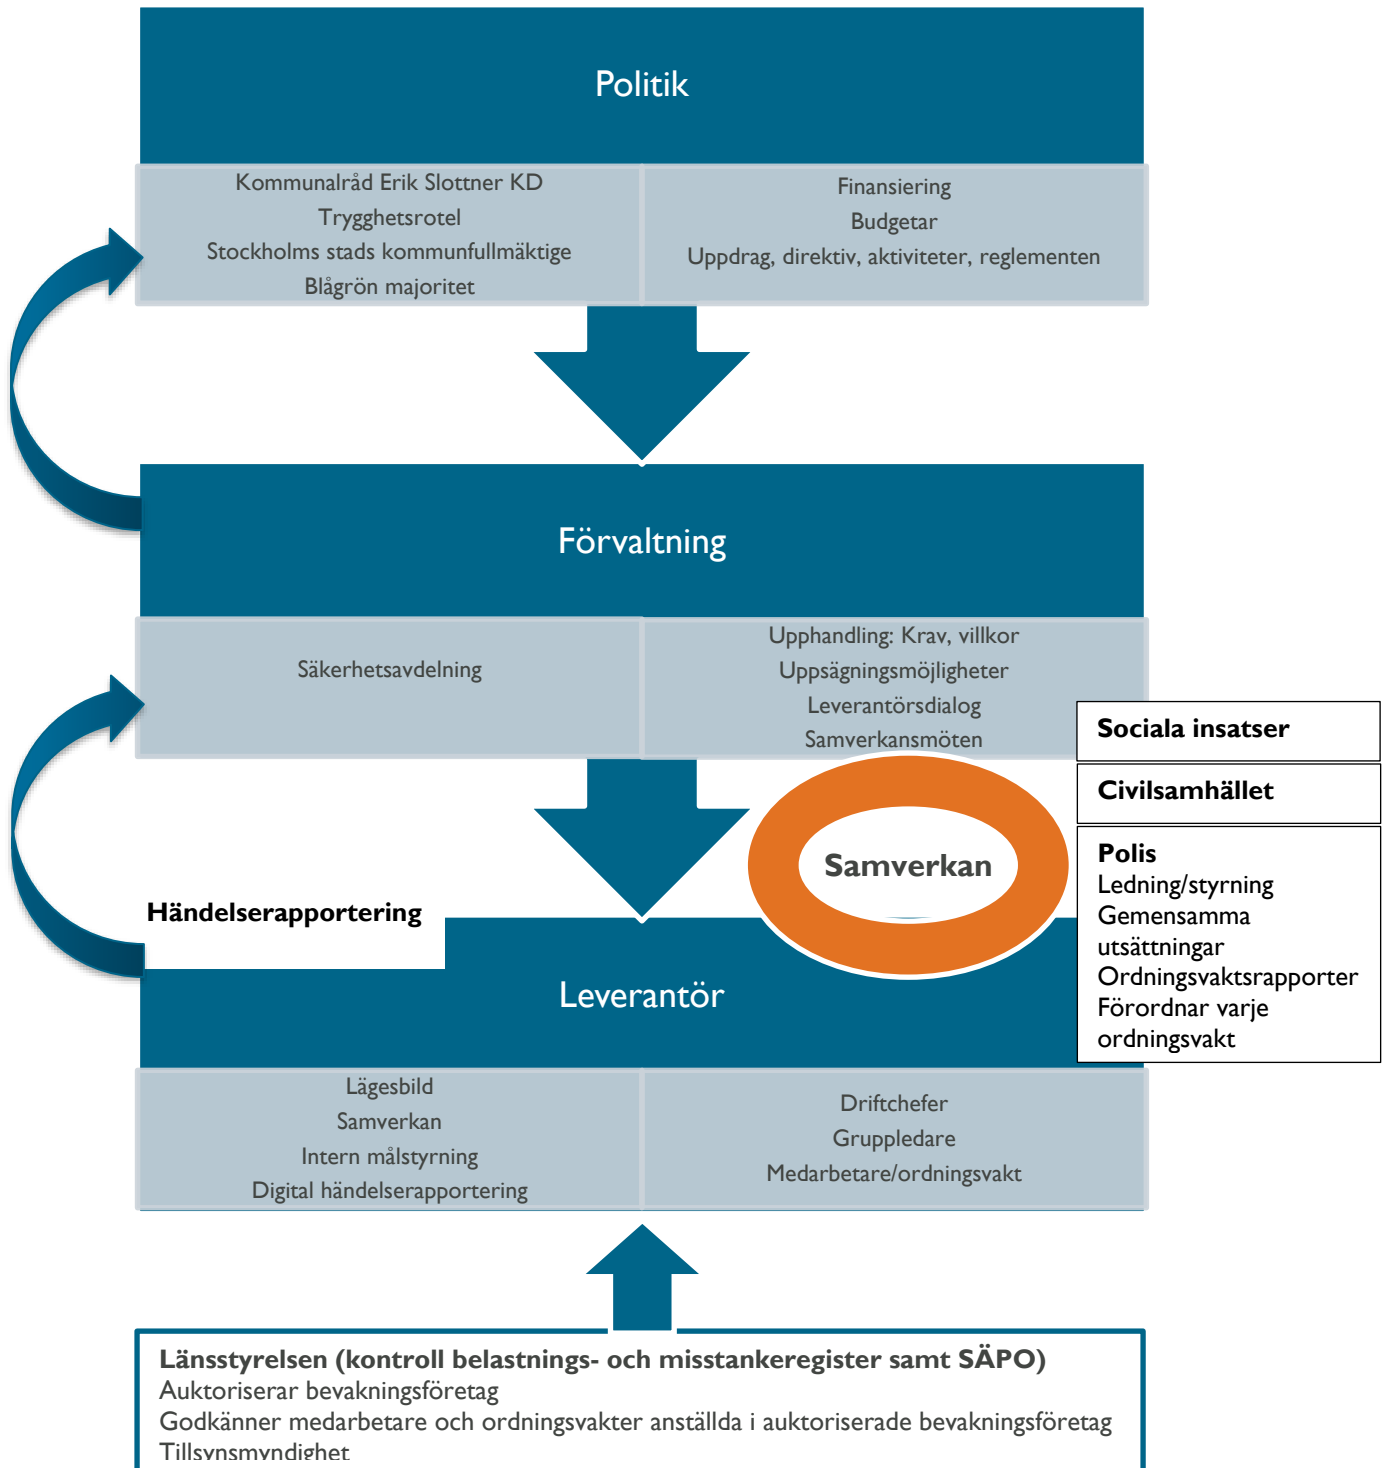 Politik
Kommunalråd Erik Slottner KD
Trygghetsrotel
Stockholms stads kommunfullmäktige
Blågrön majoritet
Finansiering
Budgetar
Uppdrag, direktiv, aktiviteter, reglementen
Förvaltning
Säkerhetsavdelning
Upphandling: Krav, villkor
Uppsägningsmöjligheter
Leverantörsdialog
Samverkansmöten
Sociala insatser
Civilsamhället
Polis
Ledning/styrning
Gemensamma
utsättningar
Ordningsvaktsrapporter
Förordnar varje
ordningsvakt
Samverkan
Händelserapportering
Leverantör
Lägesbild
Samverkan
Intern målstyrning
Digital händelserapportering
Driftchefer
Gruppledare
Medarbetare/ordningsvakt
Länsstyrelsen (kontroll belastnings- och misstankeregister samt SÄPO)
Auktoriserar bevakningsföretag
Godkänner medarbetare och ordningsvakter anställda i auktoriserade bevakningsföretag
Tillsynsmyndighet